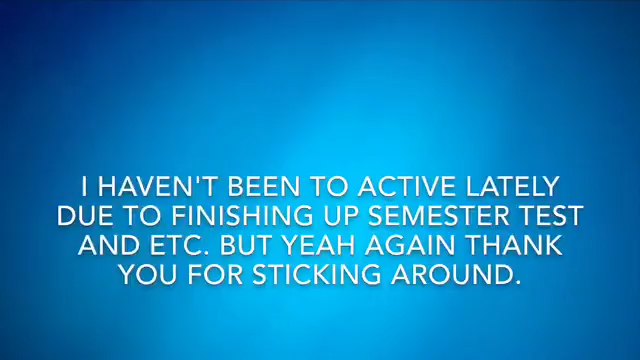 I HAVEN'T BEEN TO ACTIVE LATELY
DUE TO FINISHING UP SEMESTER TEST
AND ETC. BUT YEAH AGAIN THANK
YOU FOR STICKING AROUND.